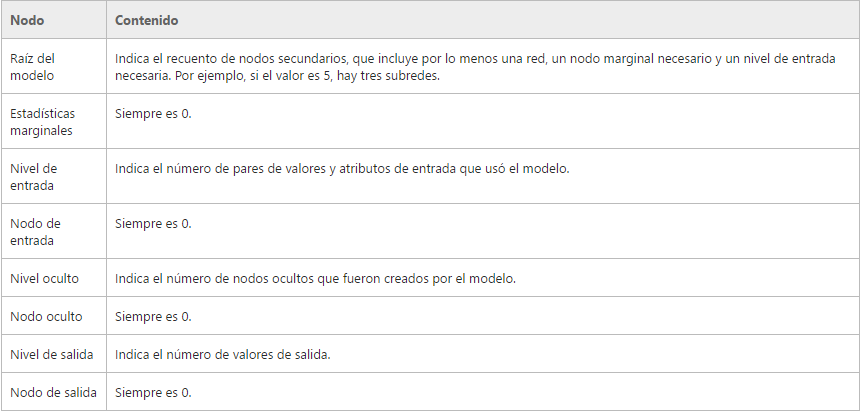 Nodo Contenido
Raíz del modelo Indica el recuento de nodos secundarios, que incluye por lo menos una red, un nodo marginal necesario y un nivel de entrada necesaria. Por ejemplo, si el valor es 5, hay tres subredes.
Estadísticas marginales Siempre es 0.
Nivel de entrada Indica el número de pares de valores y atributos de entrada que usó el modelo.
Nodo de entrada Siempre es 0.
Nivel oculto Indica el número de nodos ocultos que fueron creados por el modelo.
Nodo oculto Siempre es 0.
Nivel de salida Indica el número de valores de salida.
Nodo de salida Siempre es 0.